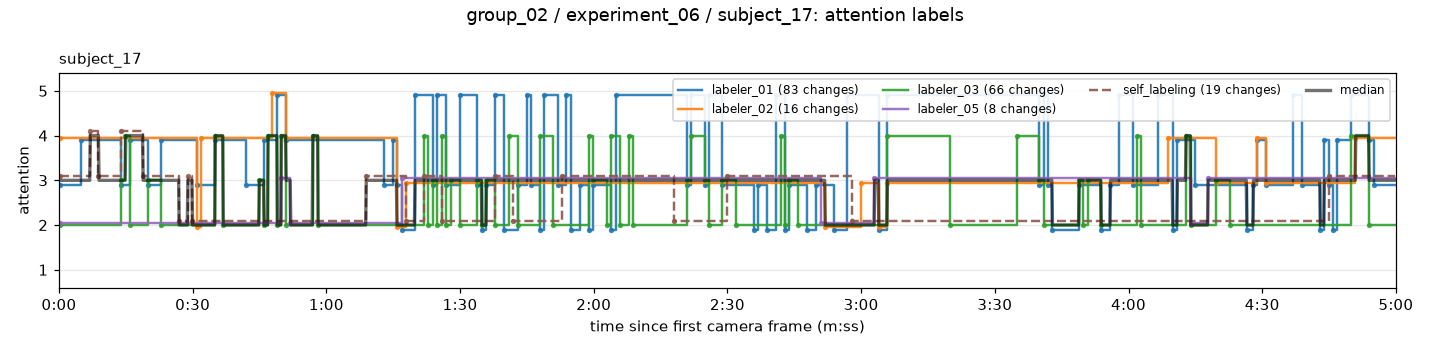 group_02 / experiment_06 / subject_17: attention labels
subject_17
labeler_01 (83 changes)
labeler_02 (16 changes)
labeler_03 (66 changes)
labeler_05 (8 changes)
self_labeling (19 changes)
median
attention
5
4
3
2
1
0:00 0:30 1:00 1:30 2:00 2:30 3:00 3:30 4:00 4:30 5:00
time since first camera frame (m:ss)